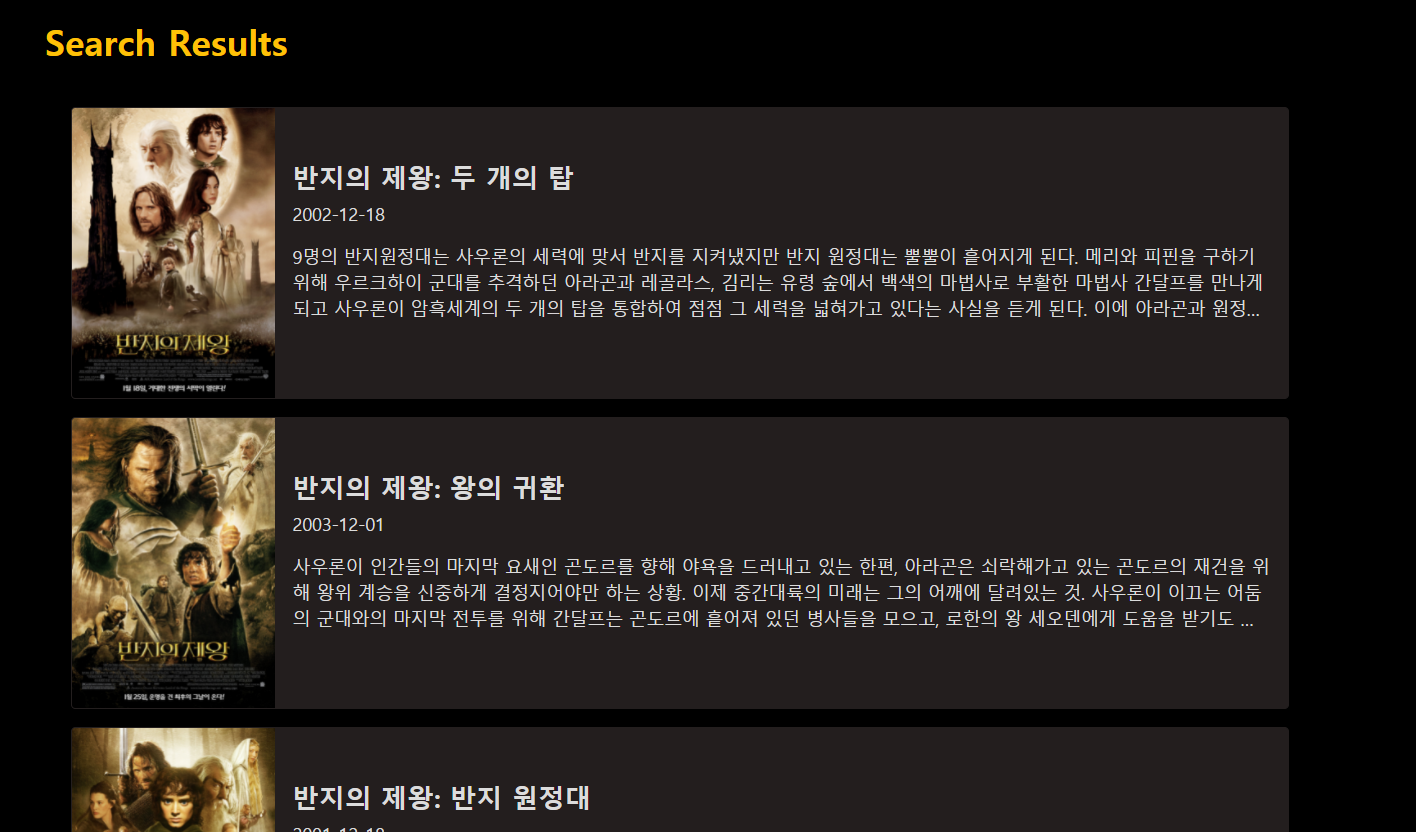 Search Results
반지의 제왕: 두 개의 탑
2002-12-18
9명의 반지원정대는 사우론의 세력에 맞서 반지를 지켜냈지만 반지 원정대는 뿔뿔이 흩어지게 된다. 메리와 피핀을 구하기
위해 우르크하이 군대를 추격하던 아라곤과 레골라스, 김리는 유령 숲에서 백색의 마법사로 부활한 마법사 간달프를 만나게
되고 사우론이 암흑세계의 두 개의 탑을 통합하여 점점 그 세력을 넓혀가고 있다는 사실을 듣게 된다. 이에 아라곤과 원정...
반지의 제왕
1월 18일, 거대한 전쟁의 서막이 열린다!
반지의 제왕: 왕의 귀환
2003-12-01
사우론이 인간들의 마지막 요새인 곤도르를 향해 야욕을 드러내고 있는 한편, 아라곤은 쇠락해가고 있는 곤도르의 재건을 위
해 왕위 계승을 신중하게 결정지어야만 하는 상황. 이제 중간대륙의 미래는 그의 어깨에 달려있는 것. 사우론이 이끄는 어둠
의 군대와의 마지막 전투를 위해 간달프는 곤도르에 흩어져 있던 병사들을 모으고, 로한의 왕 세오덴에게 도움을 받기도 ...
반지의 제왕
반지의 제왕: 반지 원정대
2001-12-18